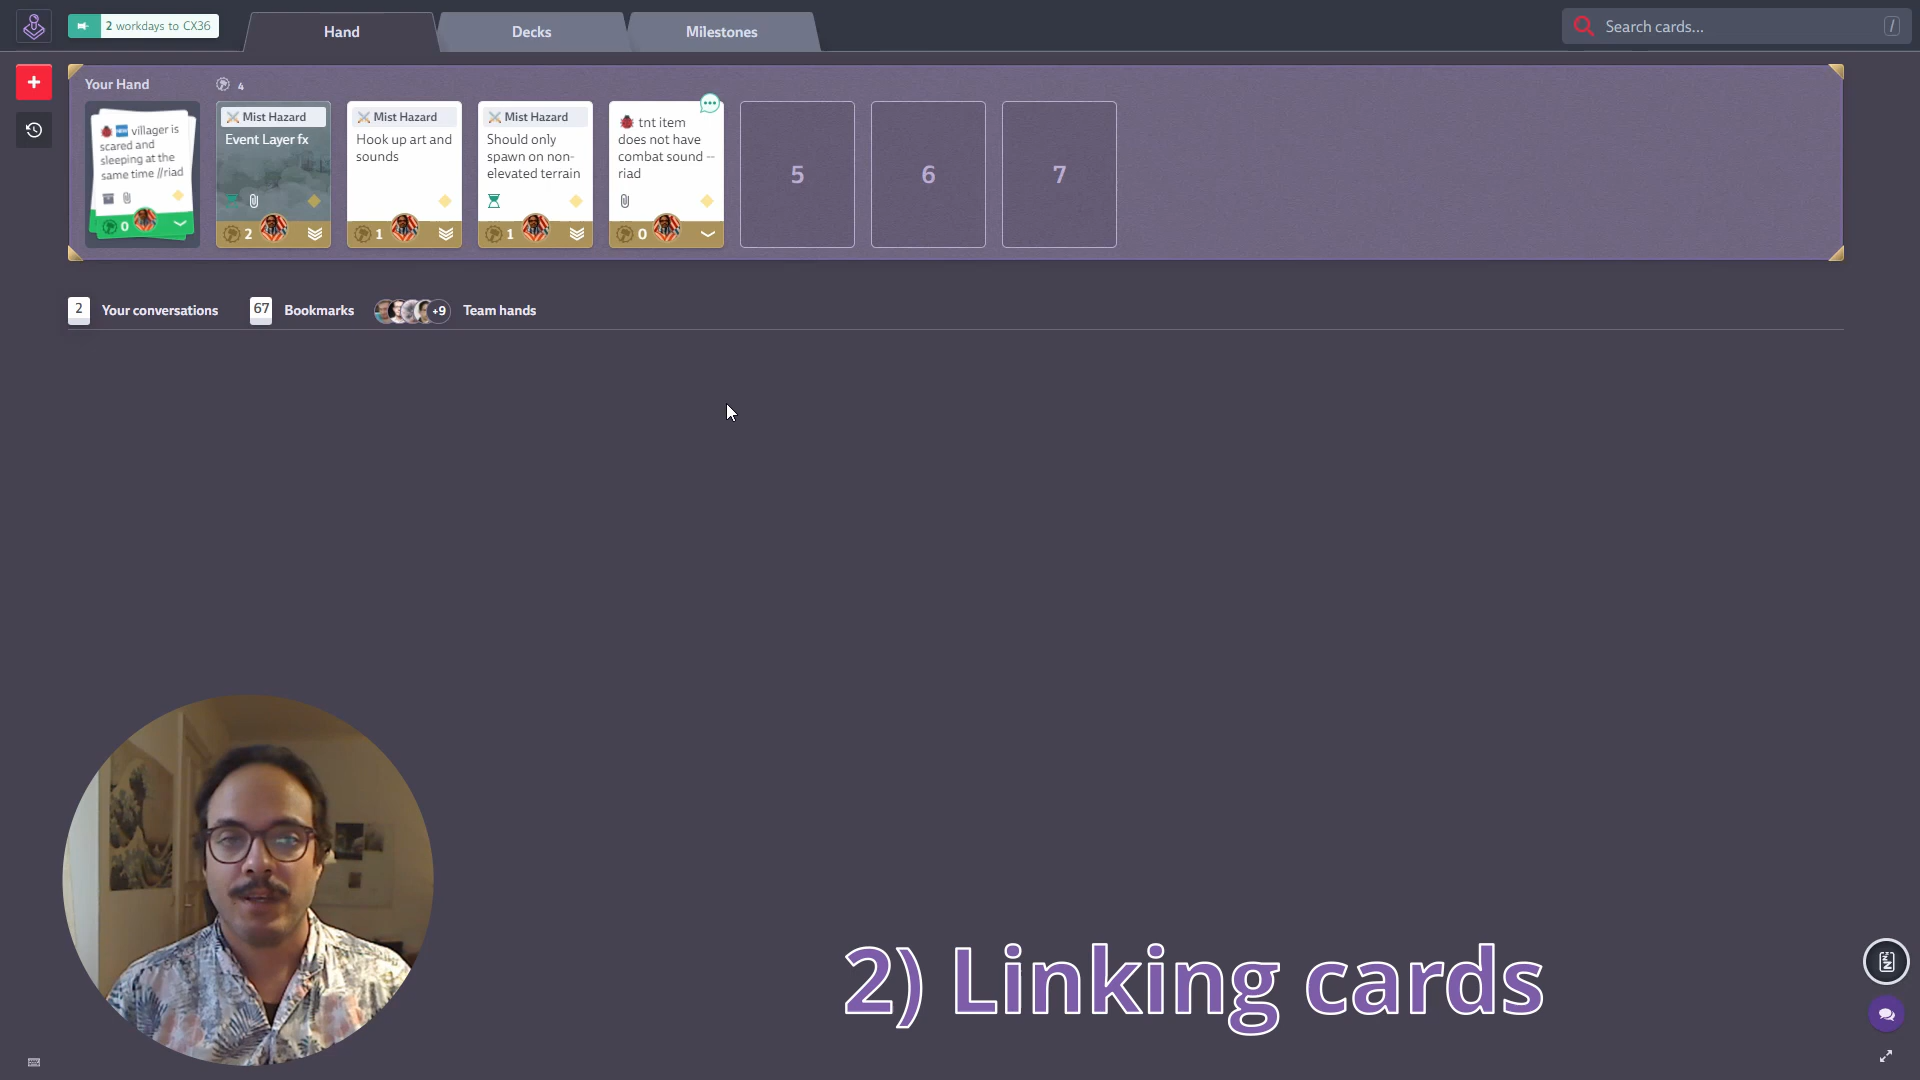 2 workdays to CX36
Hand
Decks
Milestones
Search cards...
/
Your Hand
4
villager is
scared and
sleeping at the
same time //riad
0
Mist Hazard
Event Layer fx
2
Mist Hazard
Hook up art and
sounds
1
Mist Hazard
Should only
spawn on non-
elevated terrain
1
tnt item
does not have
combat sound --
riad
0
5
6
7
2
Your conversations
67
Bookmarks
+9
Team hands
2) Linking cards